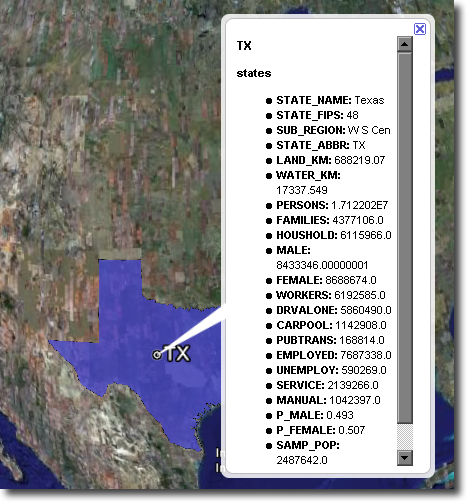 TX
states
STATE_NAME: Texas
STATE_FIPS: 48
SUB_REGION: W S Cen
STATE_ABBR: TX
LAND_KM: 688219.07
WATER_KM:
17337.549
PERSONS: 1.712202E7
FAMILIES: 4377106.0
HOUSHOLD: 6115966.0
MALE:
8433346.00000001
FEMALE: 8688674.0
WORKERS: 6192585.0
DRVALONE: 5860490.0
CARPOOL: 1142908.0
PUBTRANS: 168814.0
EMPLOYED: 7687338.0
UNEMPLOY: 590269.0
SERVICE: 2139266.0
MANUAL: 1042397.0
P_MALE: 0.493
P_FEMALE: 0.507
SAMP_POP:
2487642.0
TX